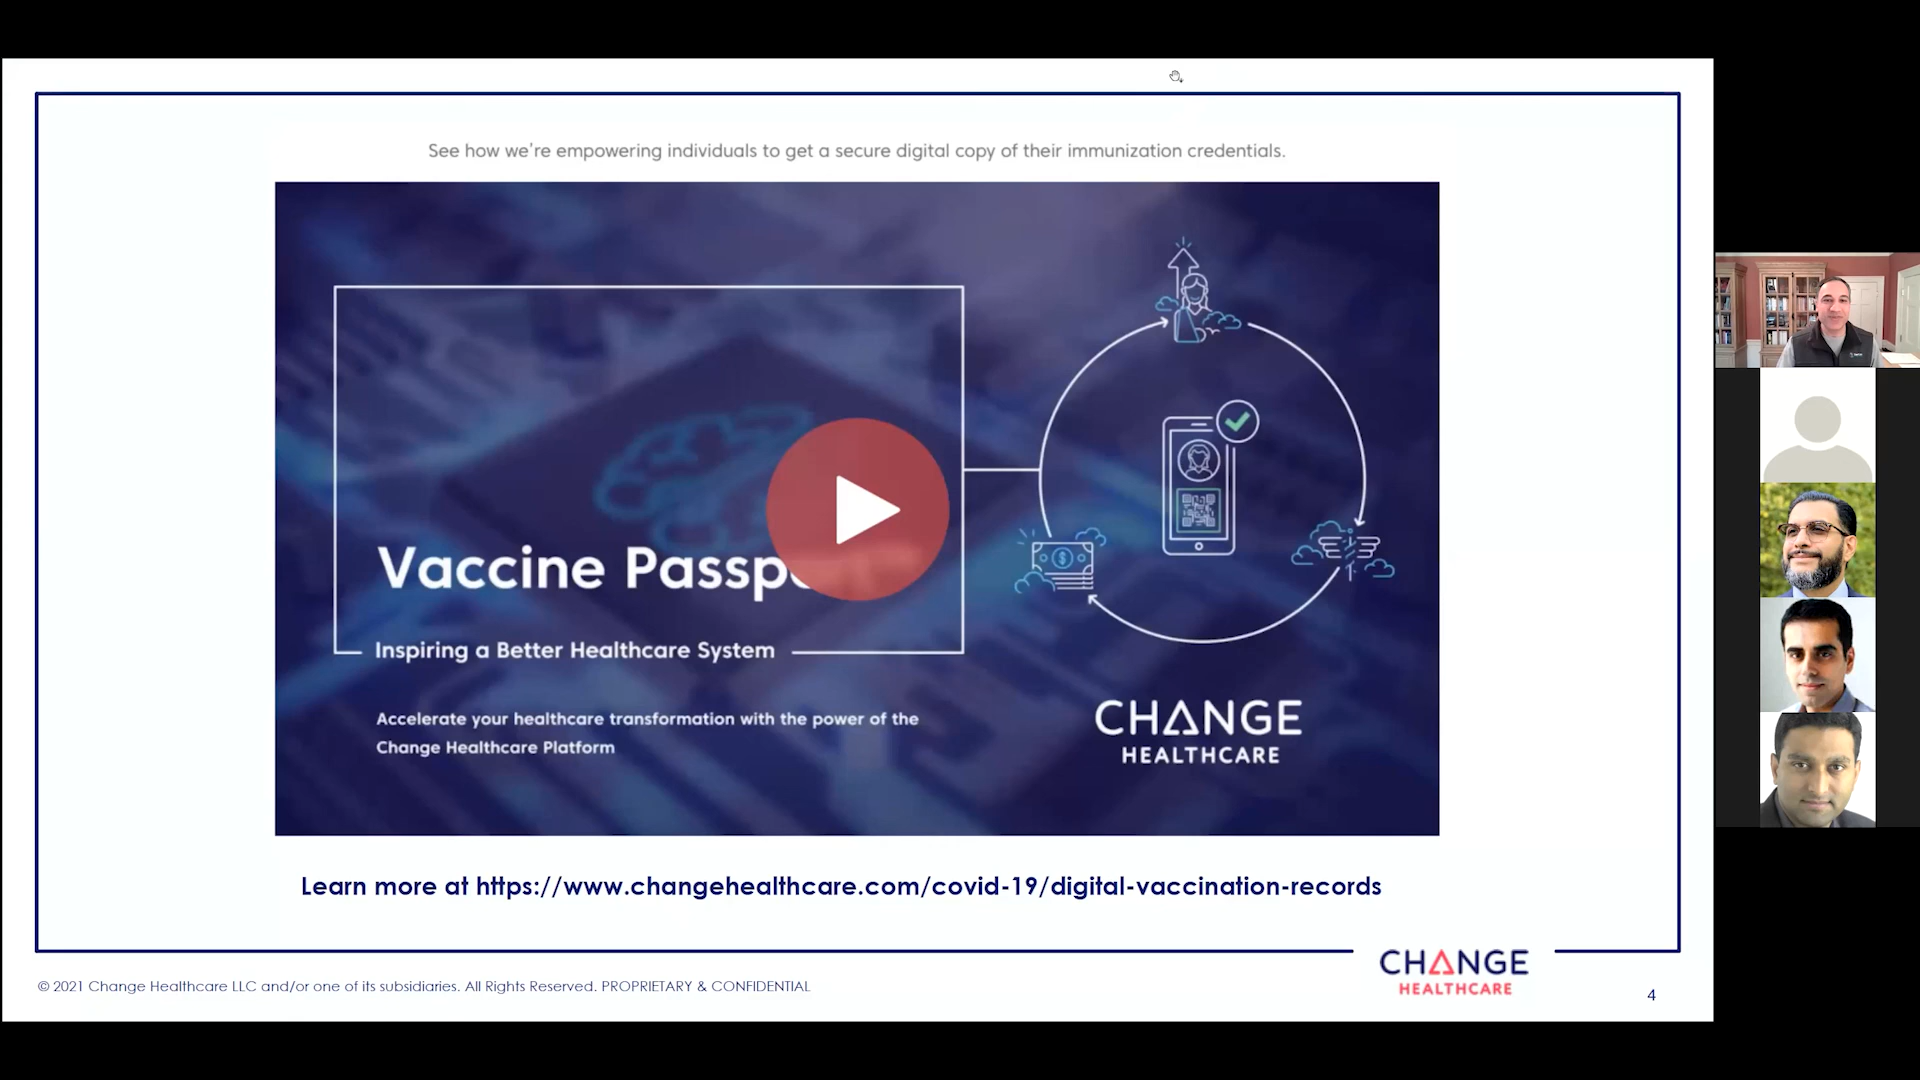 See how we're empowering individuals to get a secure digital copy of their immunization credentials.
Vaccine
Inspiring a Better Healthcare System
Accelerate your healthcare transformation with the power of the
Change Healthcare Platform
CHANGE
HEALTHCARE
Learn more at https://www.changehealthcare.com/covid-19/digital-vaccination-records
© 2021 Change Healthcare LLC and/or one of its subsidiaries. All Rights Reserved. PROPRIETARY & CONFIDENTIAL
CHANGE
HEALTHCARE
4